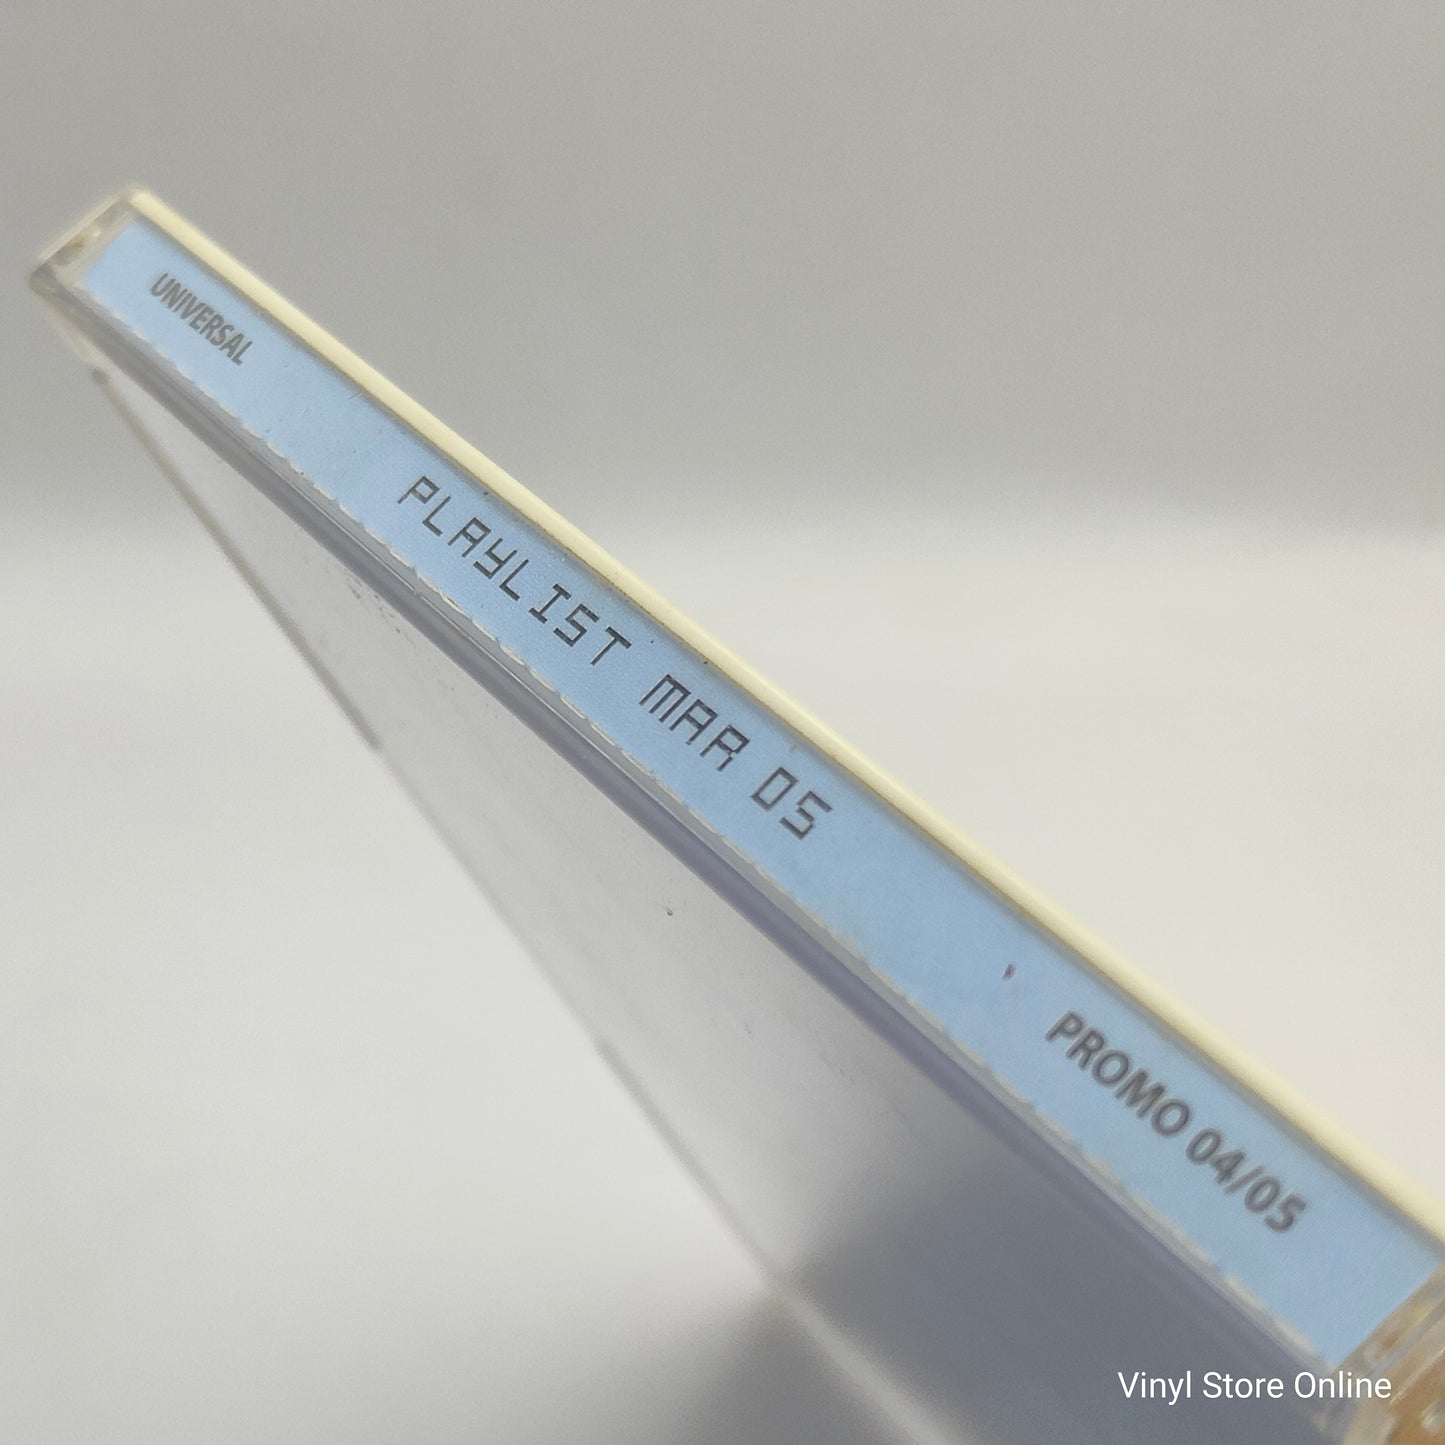 UNIVERSAL
PLAYLIST MAR 05
PROMO 04/05
Vinyl Store Online